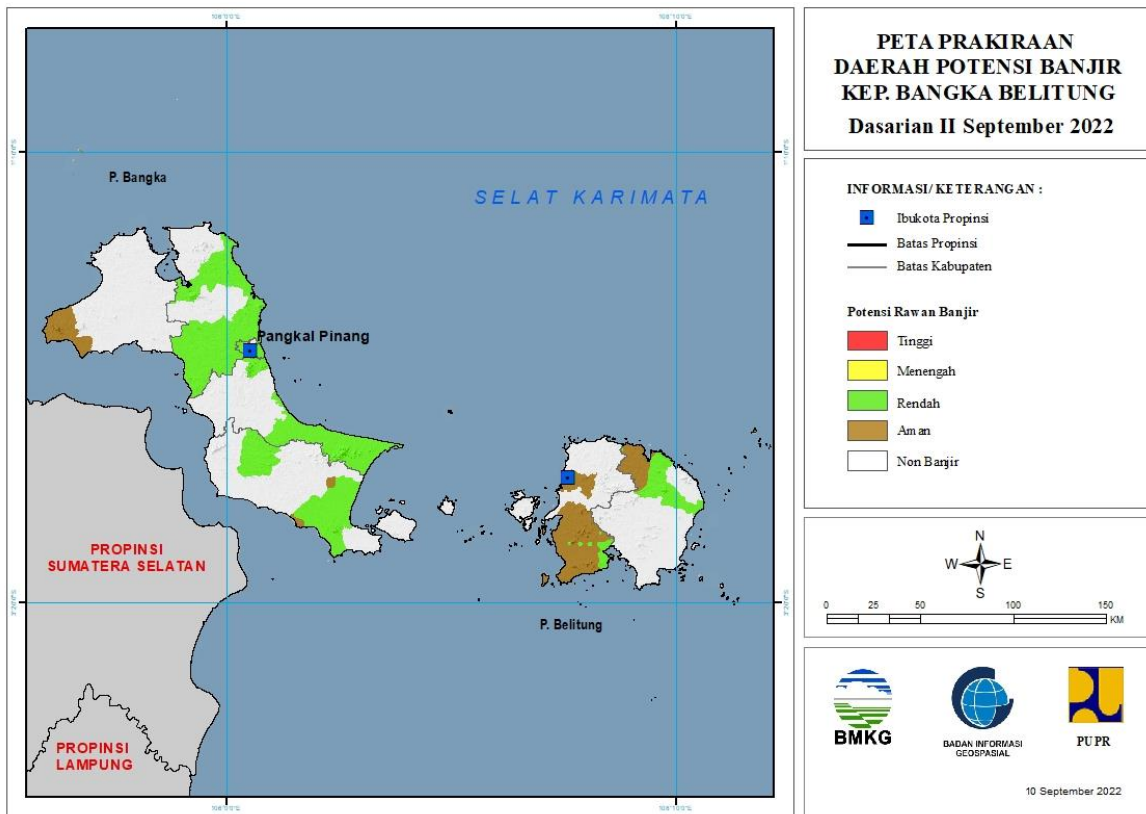 PETA PRAKIRAAN
DAERAH POTENSI BANJIR
KEP. BANGKA BELITUNG
Dasarian II September 2022
P. Bangka
SELAT KARIMATA
Pangkal Pinang
PROPINSI
SUMATERA SELATAN
P. Belitung
PROPINSI
LAMPUNG
INFORMASI/ KETERANGAN :
Ibukota Propinsi
Batas Propinsi
Batas Kabupaten
Potensi Rawan Banjir
Tinggi
Menengah
Rendah
Aman
Non Banjir
N
W E
S
0 25 50 100 150
KM
BMKG
BADAN INFORMASI
GEOSPASIAL
PUPR
10 September 2022